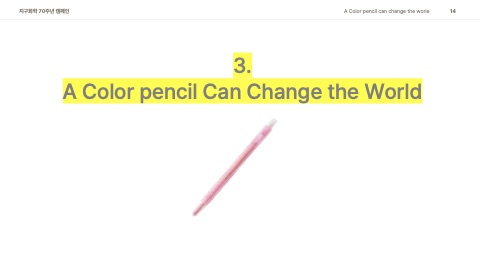 지구화학 70주년 캠페인
A Color pencil can change the worle
14
3.
A Color pencil Can Change the World